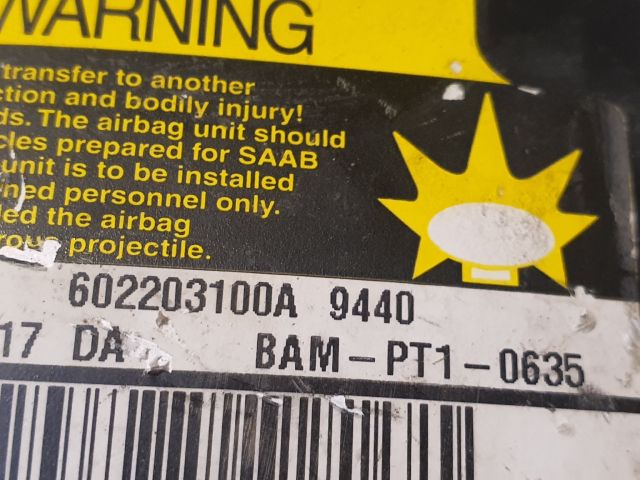 WARNING
transfer to another
ction and bodily injury!
ds. The airbag unit should
cles prepared for SAAB
unit is to be installed
ned personnel only.
led the airbag
rous projectile.
602203100A 9440
17 DA BAM-PT1-0635